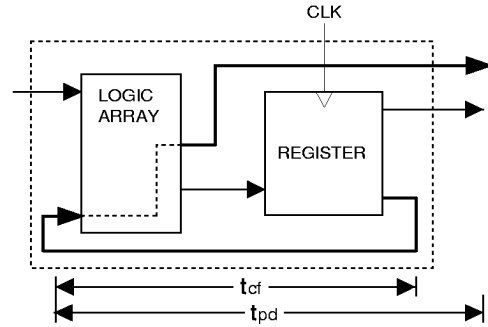 CLK
LOGIC
ARRAY
REGISTER
tcf
tpd